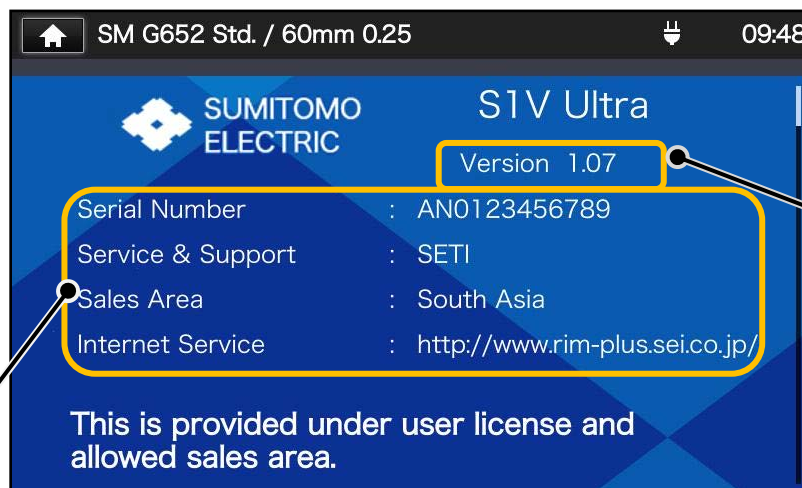 SM G652 Std. / 60mm 0.25
09:48
SUMITOMO
ELECTRIC
S1V Ultra
Version 1.07
Serial Number : AN0123456789
Service & Support : SETI
Sales Area : South Asia
Internet Service : http://www.rim-plus.sei.co.jp/
This is provided under user license and
allowed sales area.